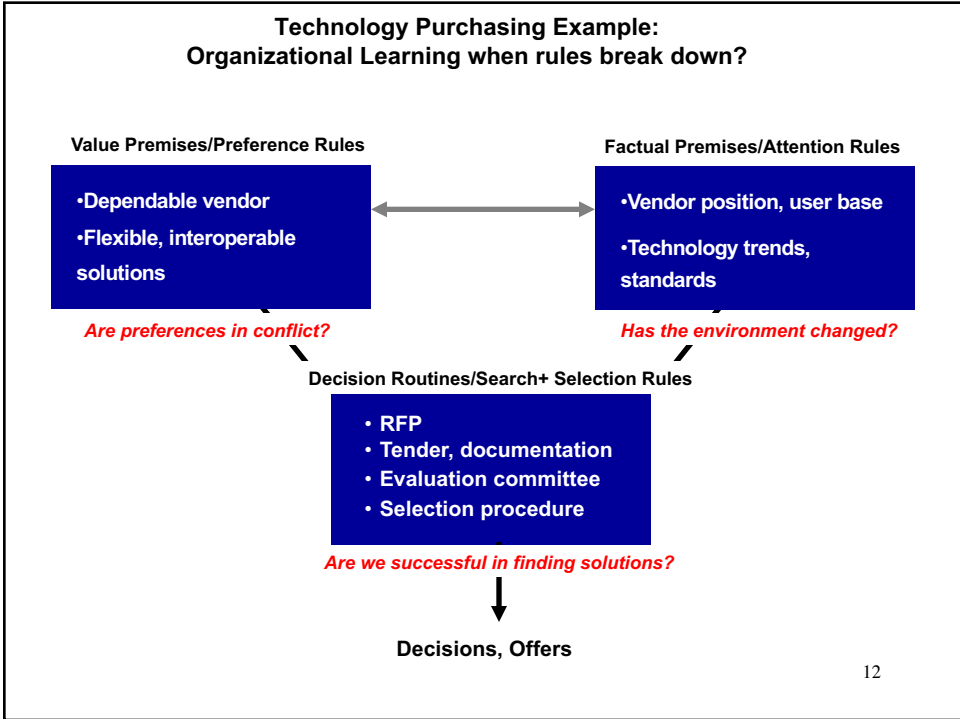 Technology Purchasing Example:
Organizational Learning when rules break down?
Value Premises/Preference Rules
•Dependable vendor
•Flexible, interoperable
solutions
Are preferences in conflict?
Factual Premises/Attention Rules
•Vendor position, user base
•Technology trends,
standards
Has the environment changed?
Decision Routines/Search+ Selection Rules
• RFP
• Tender, documentation
• Evaluation committee
• Selection procedure
Are we successful in finding solutions?
Decisions, Offers
12